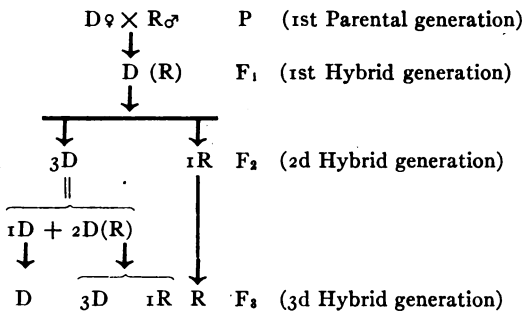 D♀ × R♂ P (1st Parental generation)
D (R) F₁ (1st Hybrid generation)
3D 1R F₂ (2d Hybrid generation)
||
1D + 2D(R)
D 3D 1R R F₃ (3d Hybrid generation)